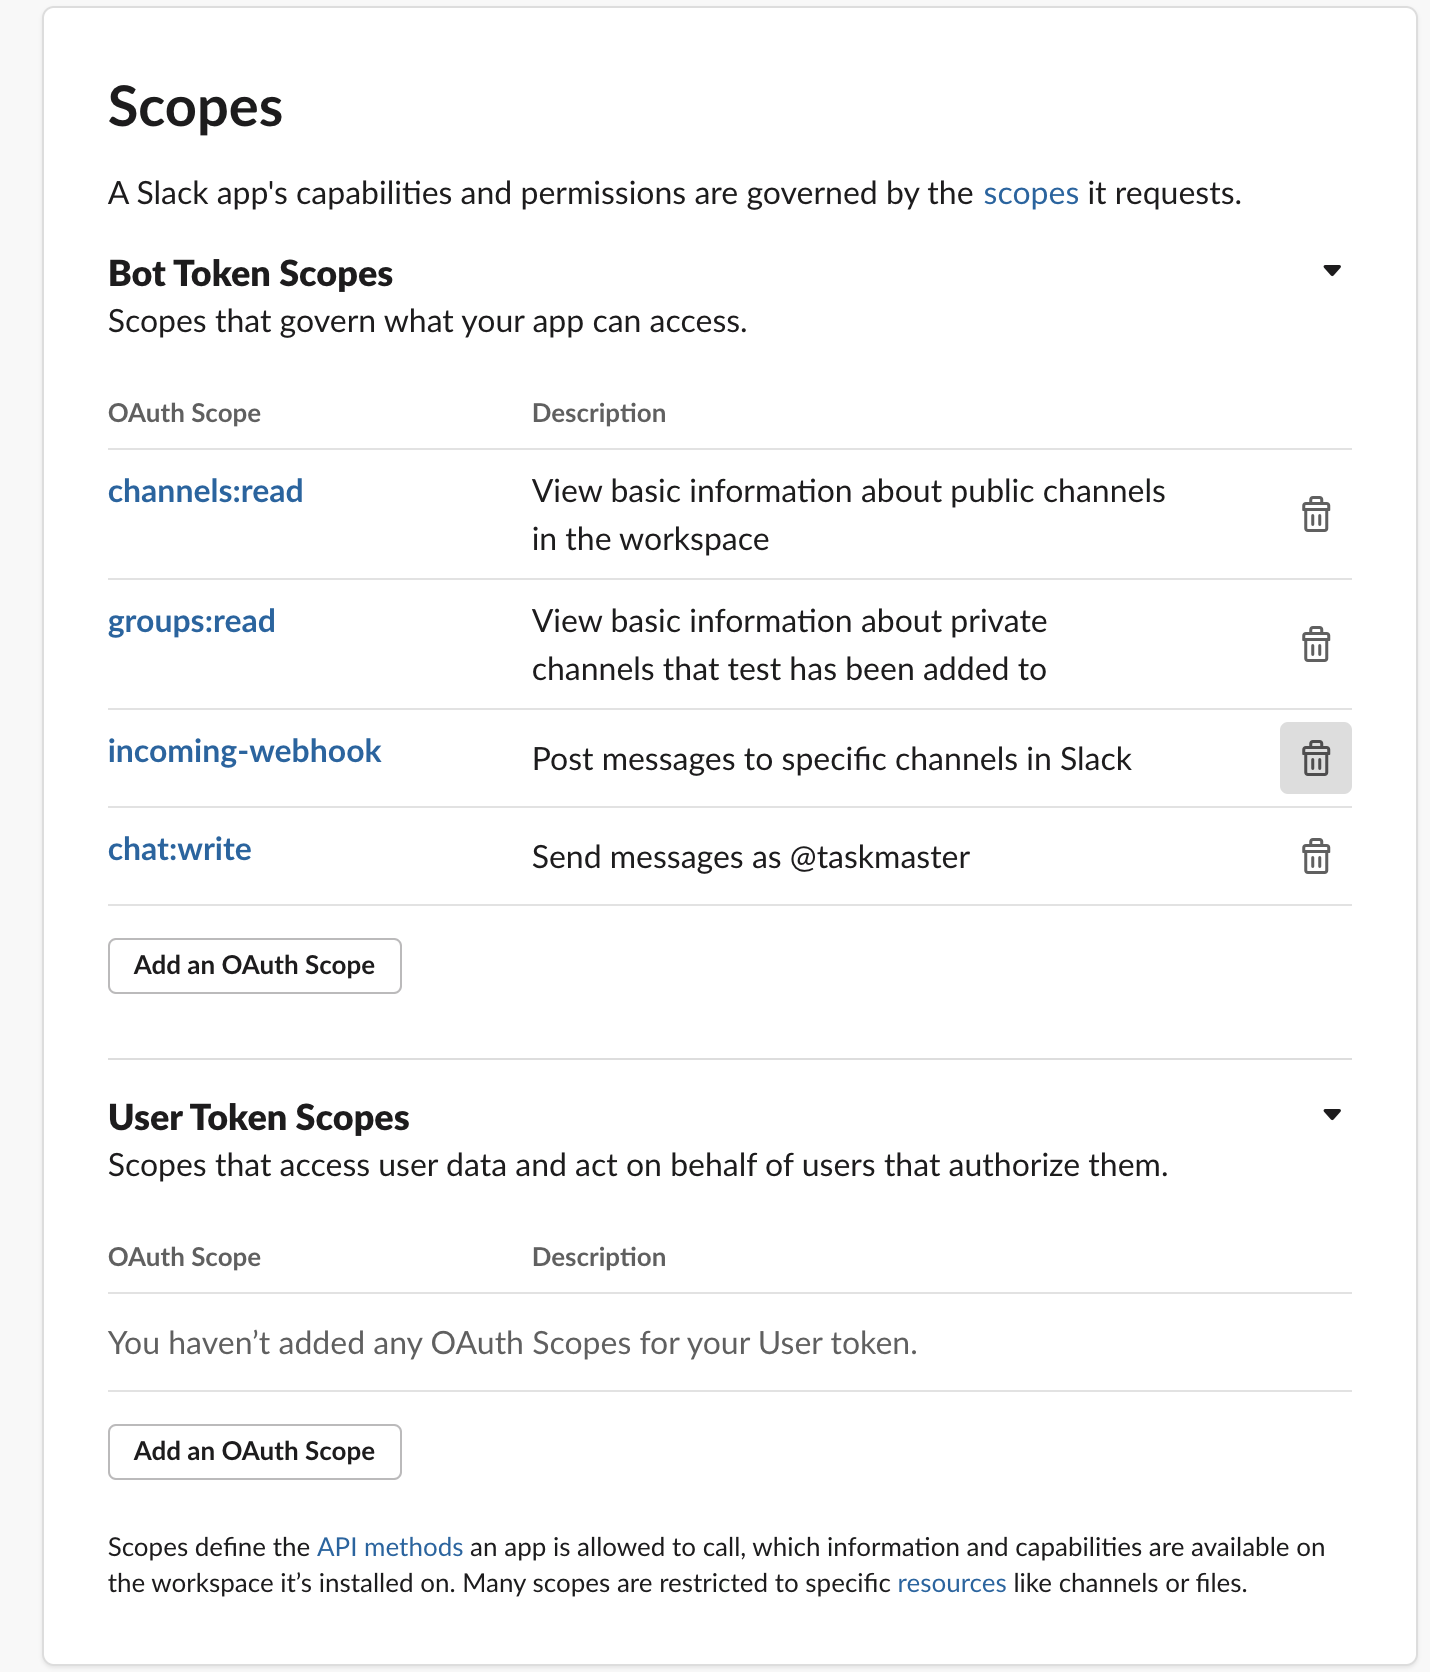 Scopes
A Slack app's capabilities and permissions are governed by the scopes it requests.
Bot Token Scopes
Scopes that govern what your app can access.
OAuth Scope Description
channels:read View basic information about public channels
in the workspace
groups:read View basic information about private
channels that test has been added to
incoming-webhook Post messages to specific channels in Slack
chat:write Send messages as @taskmaster
Add an OAuth Scope
User Token Scopes
Scopes that access user data and act on behalf of users that authorize them.
OAuth Scope Description
You haven’t added any OAuth Scopes for your User token.
Add an OAuth Scope
Scopes define the API methods an app is allowed to call, which information and capabilities are available on
the workspace it’s installed on. Many scopes are restricted to specific resources like channels or files.